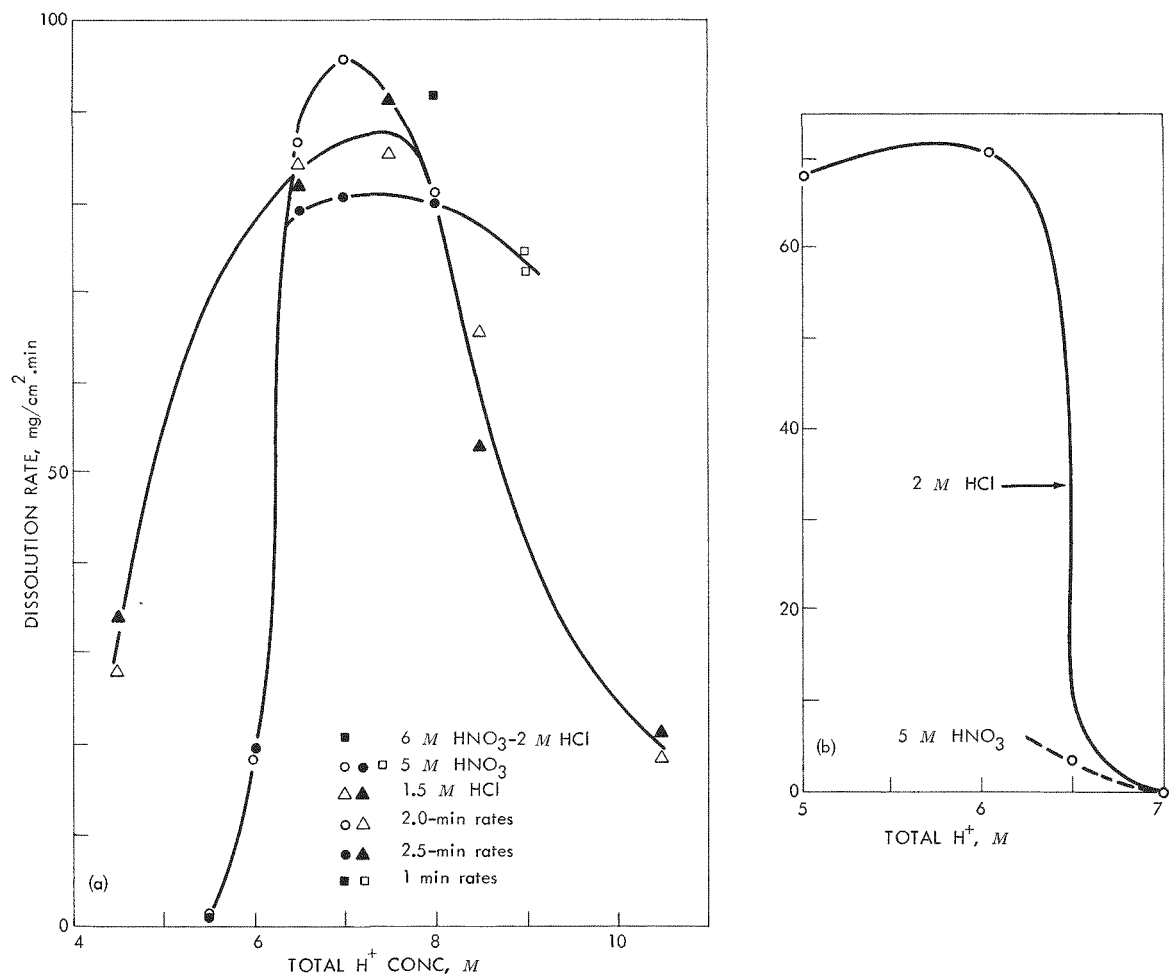 100
50
0
4
6
8
10
DISSOLUTION RATE, mg/cm².min
TOTAL H⁺ CONC, M
(a)
6 M HNO₃-2 M HCl
5 M HNO₃
1.5 M HCl
2.0-min rates
2.5-min rates
1 min rates
60
40
20
0
5
6
7
2 M HCl
5 M HNO₃
(b)
TOTAL H⁺, M